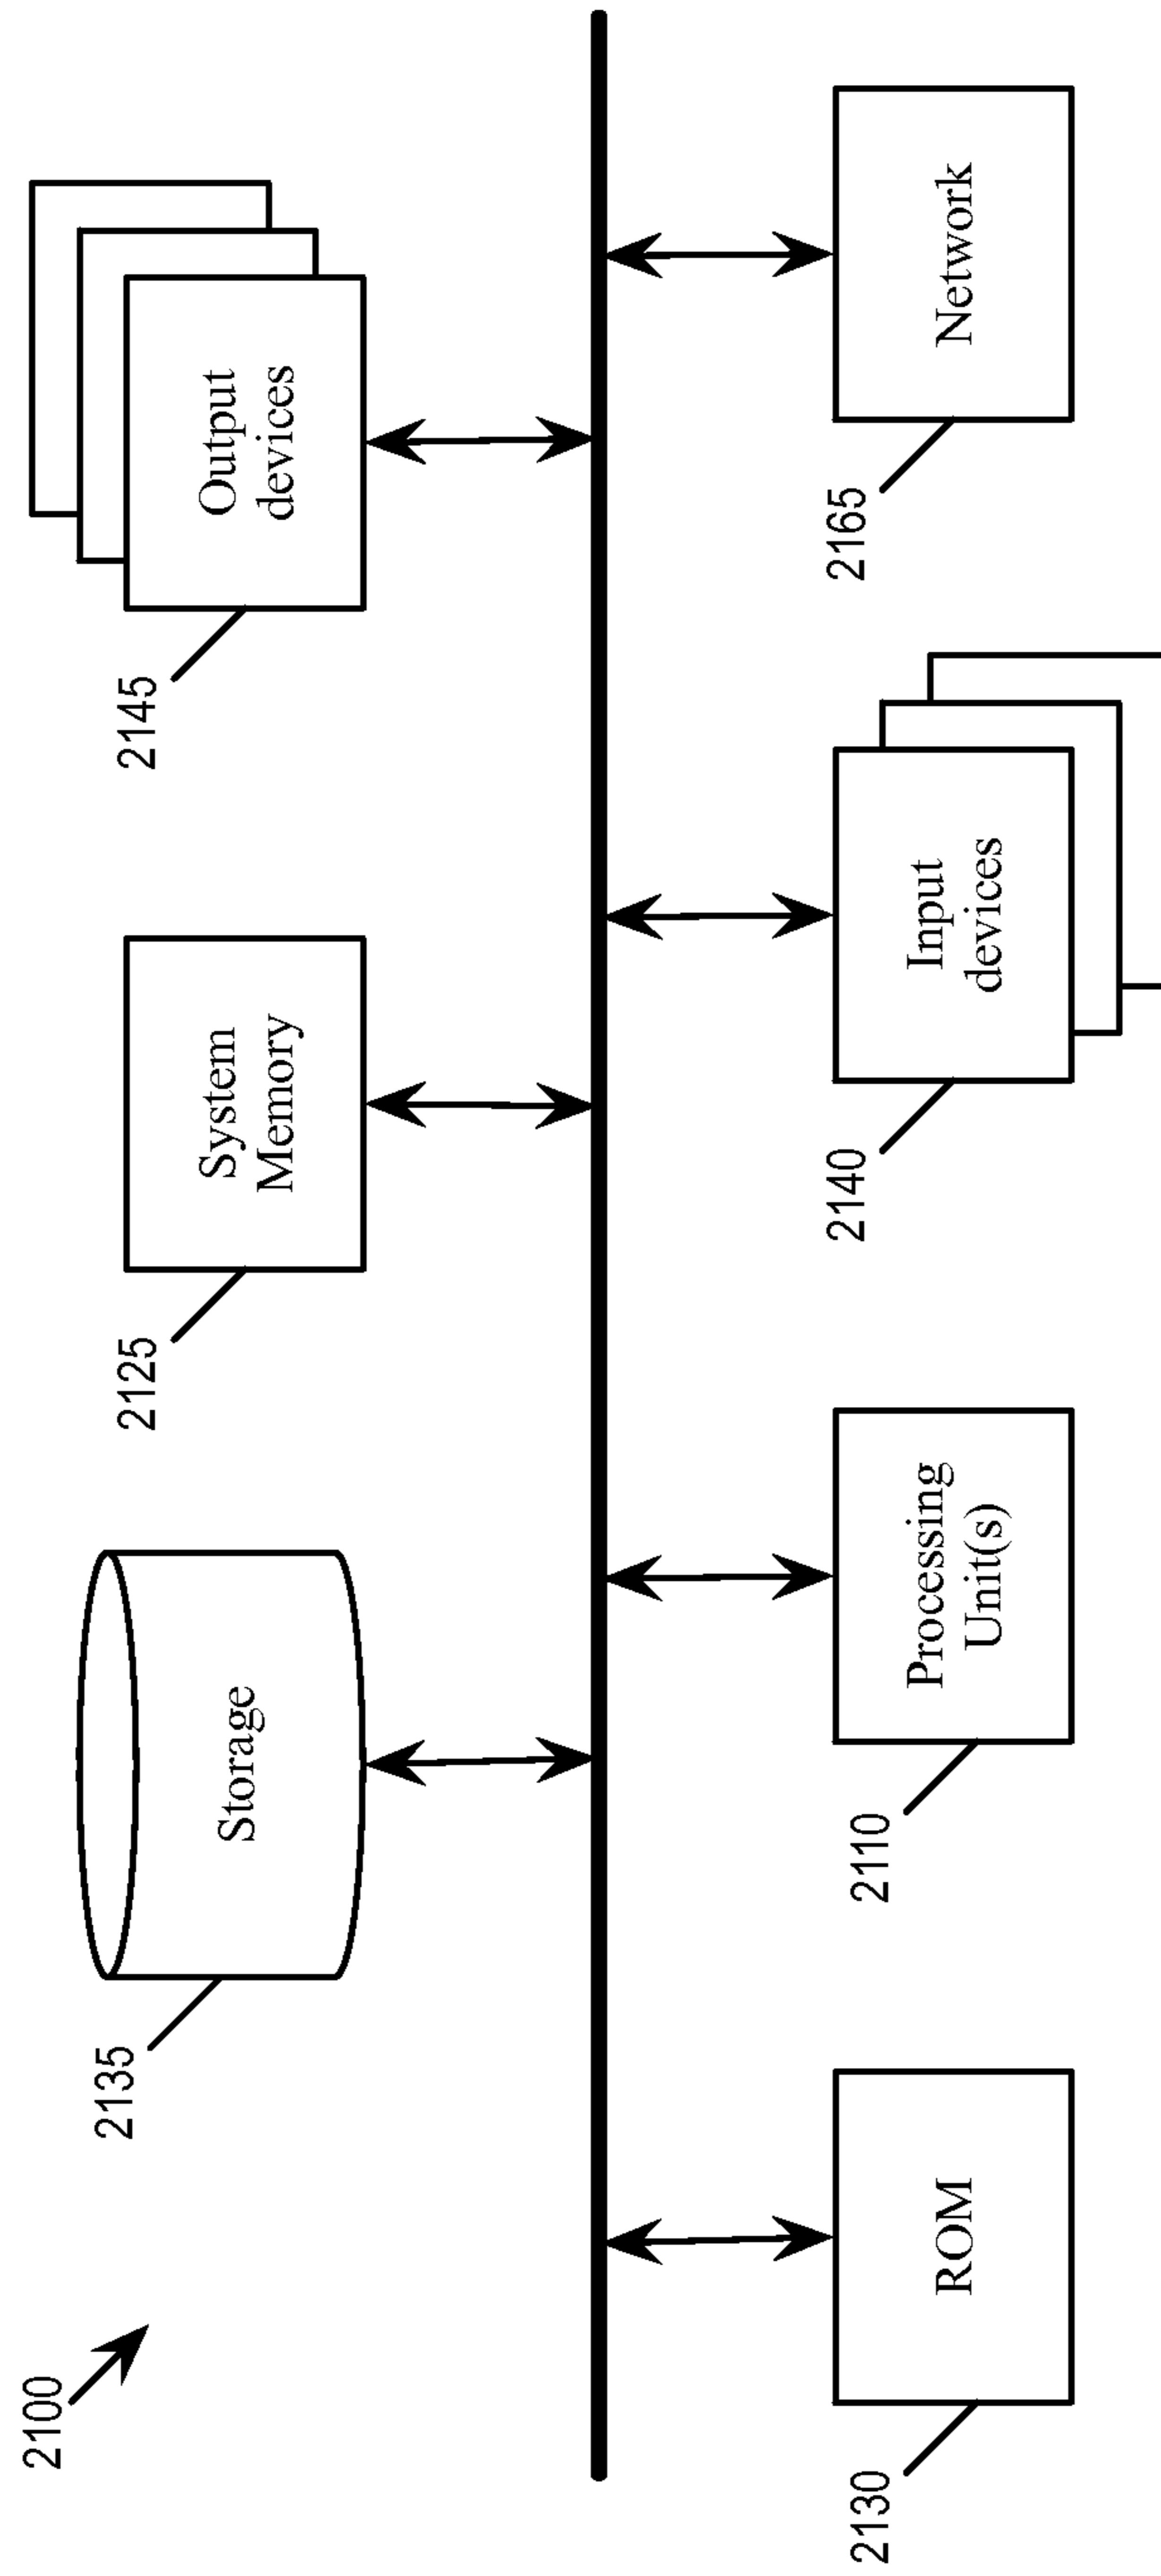 2100
2135
Storage
2125
System
Memory
2145
Output
devices
2130
ROM
2110
Processing
Unit(s)
2140
Input
devices
2165
Network